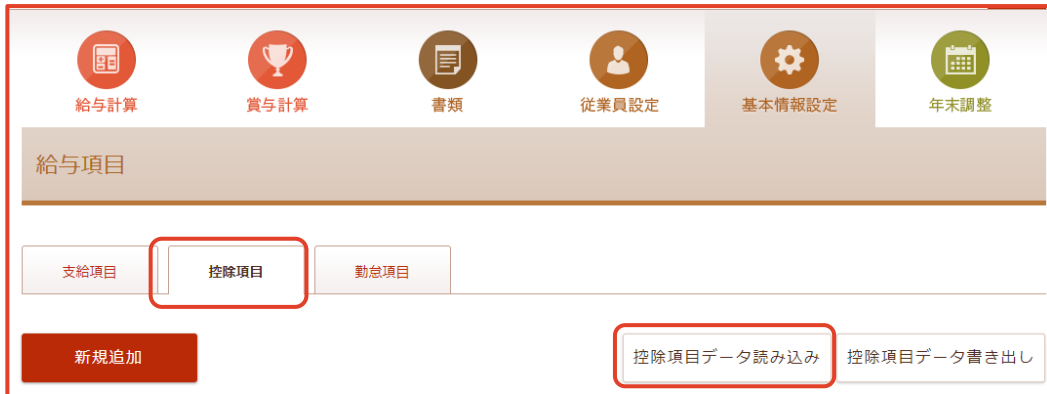 給与計算 賞与計算 書類 従業員設定 基本情報設定 年末調整
給与項目
支給項目 控除項目 勤怠項目
新規追加 控除項目データ読み込み 控除項目データ書き出し